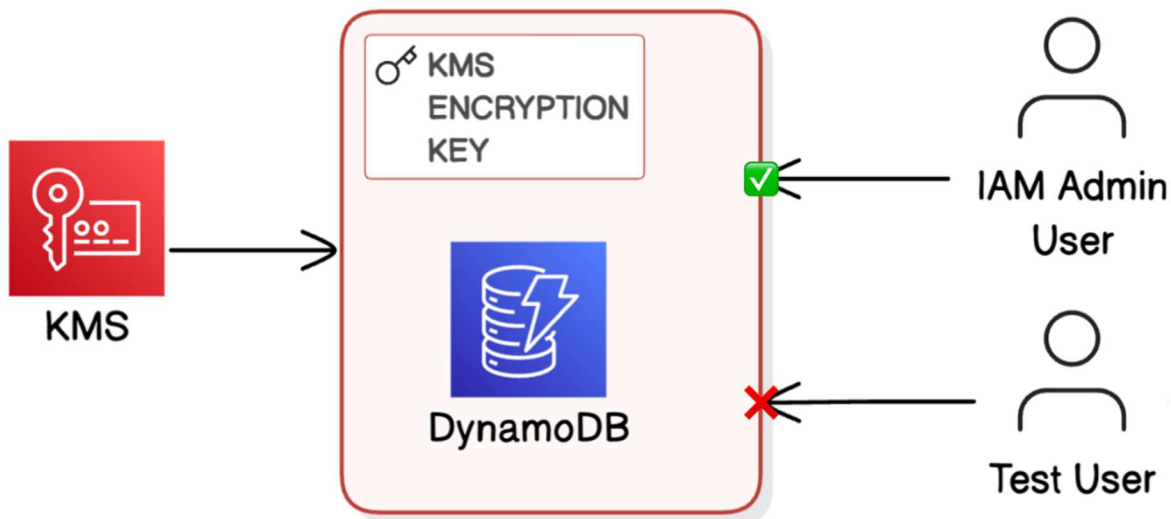 KMS
ENCRYPTION
KEY
KMS
DynamoDB
IAM Admin
User
Test User